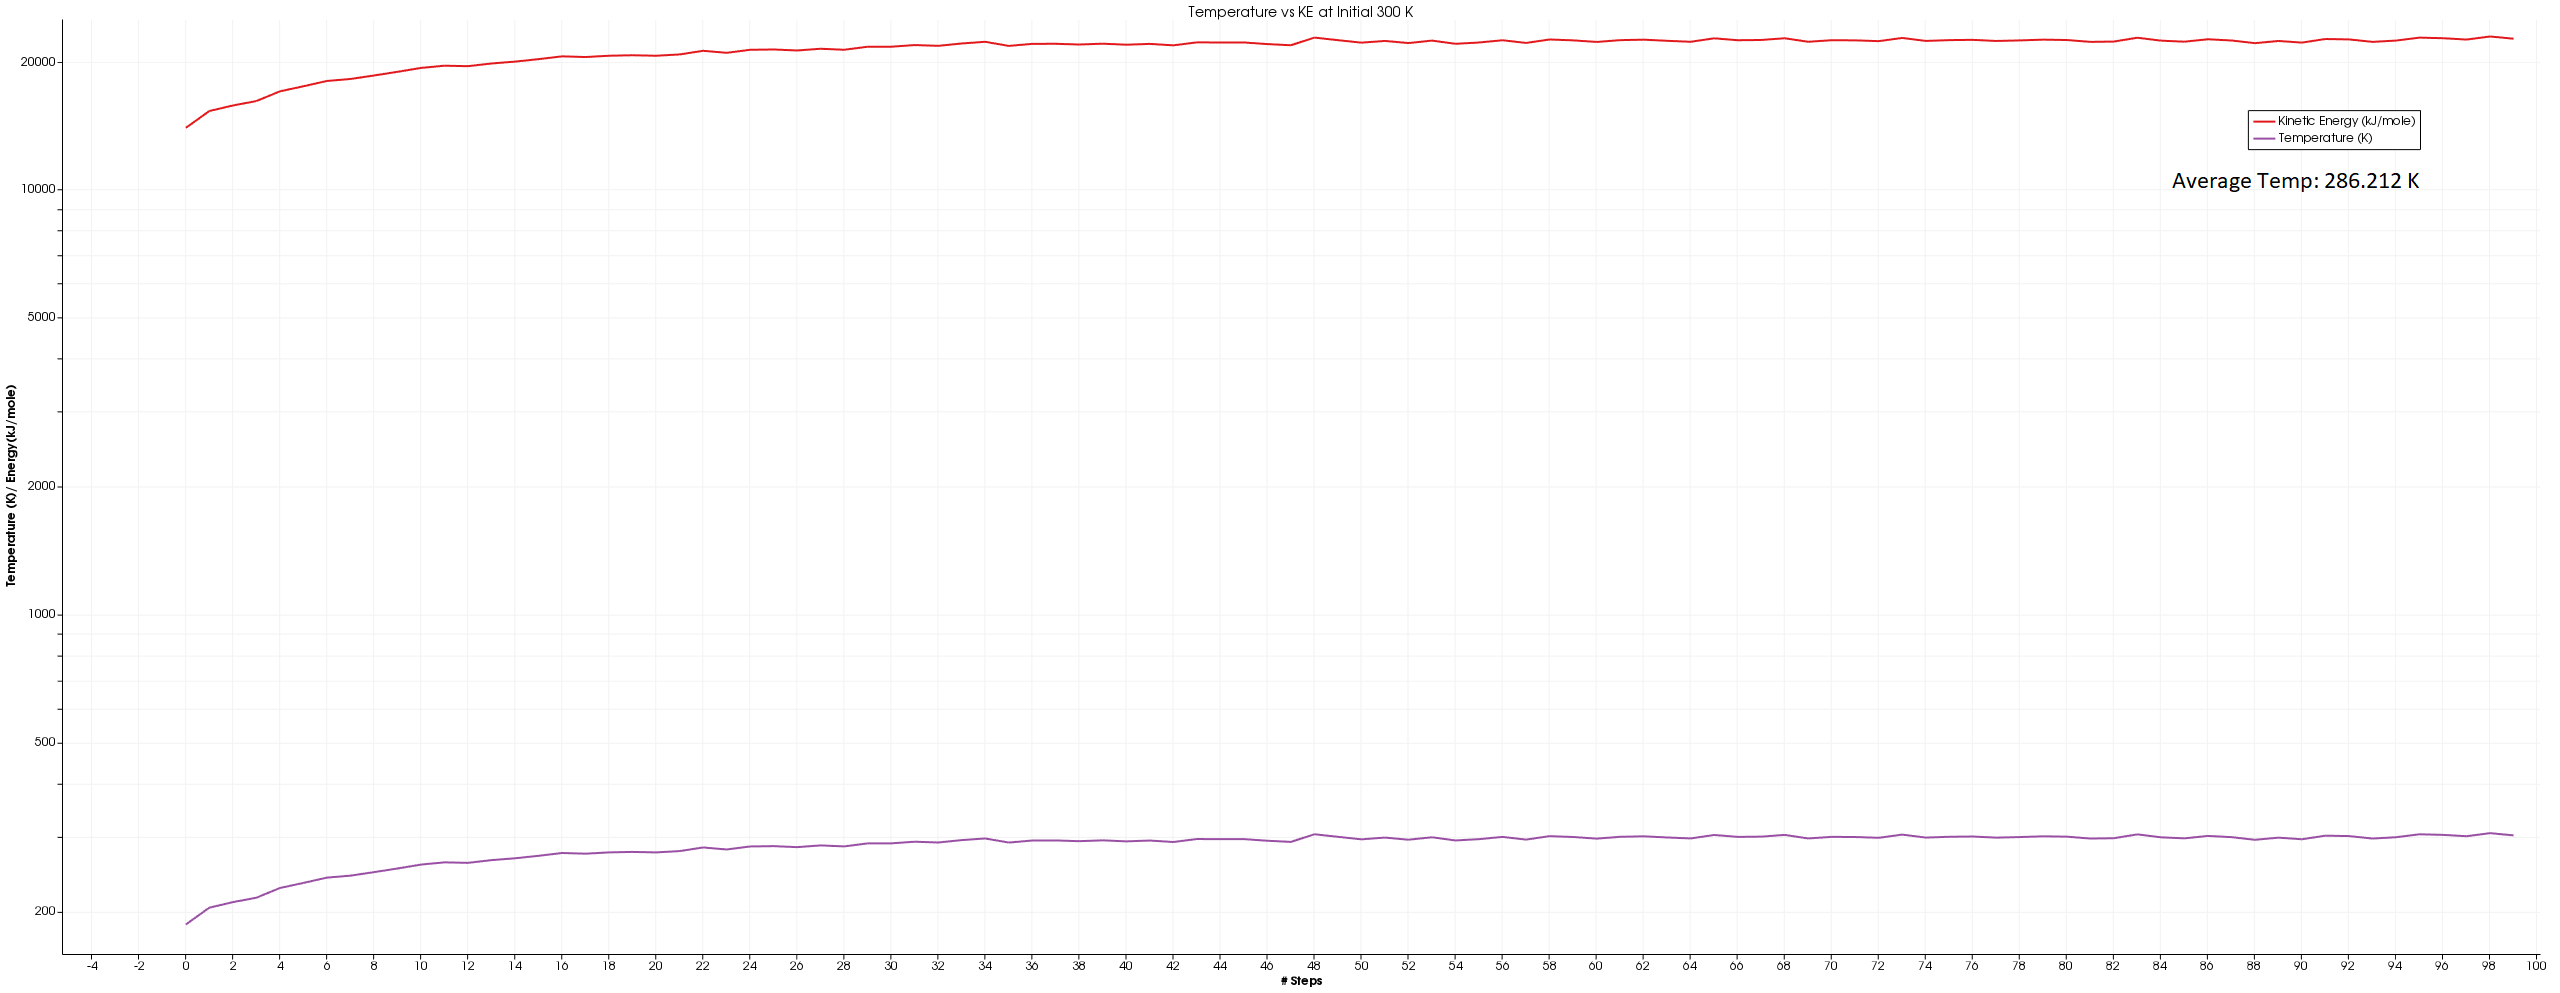 Temperature vs KE at Initial 300 K
20000
Kinetic Energy (kJ/mole)
Temperature (K)
Average Temp: 286.212 K
10000
5000
Temperature (K)/ Energy(kJ/mole)
2000
1000
500
200
-4 -2 0 2 4 6 8 10 12 14 16 18 20 22 24 26 28 30 32 34 36 38 40 42 44 46 48 50 52 54 56 58 60 62 64 66 68 70 72 74 76 78 80 82 84 86 88 90 92 94 96 98 100
# Steps